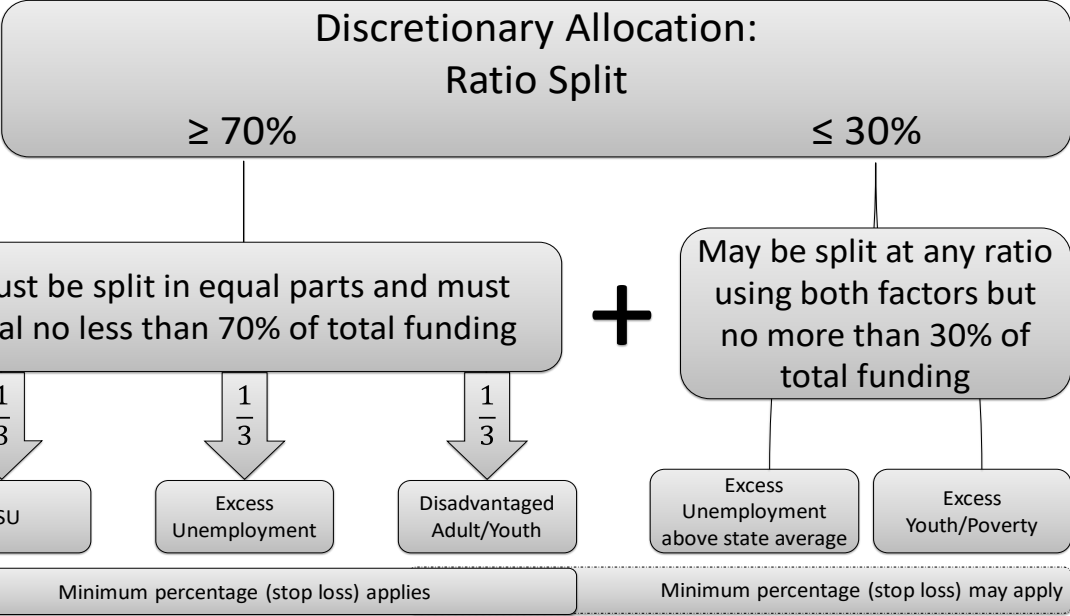 Discretionary Allocation:
Ratio Split
≥ 70% ≤ 30%
be split in equal parts and must
no less than 70% of total funding
+
May be split at any ratio
using both factors but
no more than 30% of
total funding
1/3 1/3
Excess
Unemployment
Disadvantaged
Adult/Youth
Excess
Unemployment
above state average
Excess
Youth/Poverty
Minimum percentage (stop loss) applies
Minimum percentage (stop loss) may apply